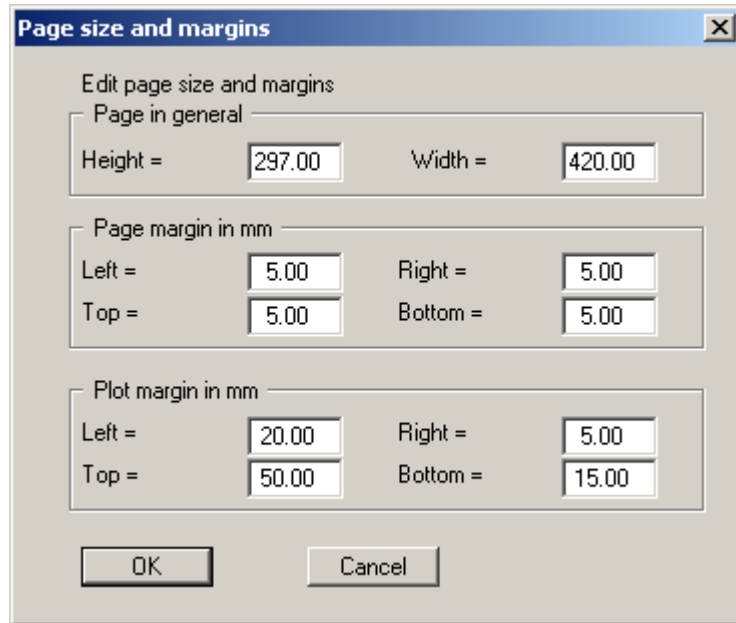 Page size and margins
Edit page size and margins
Page in general
Height = 297.00 Width = 420.00
Page margin in mm
Left = 5.00 Right = 5.00
Top = 5.00 Bottom = 5.00
Plot margin in mm
Left = 20.00 Right = 5.00
Top = 50.00 Bottom = 15.00
OK Cancel